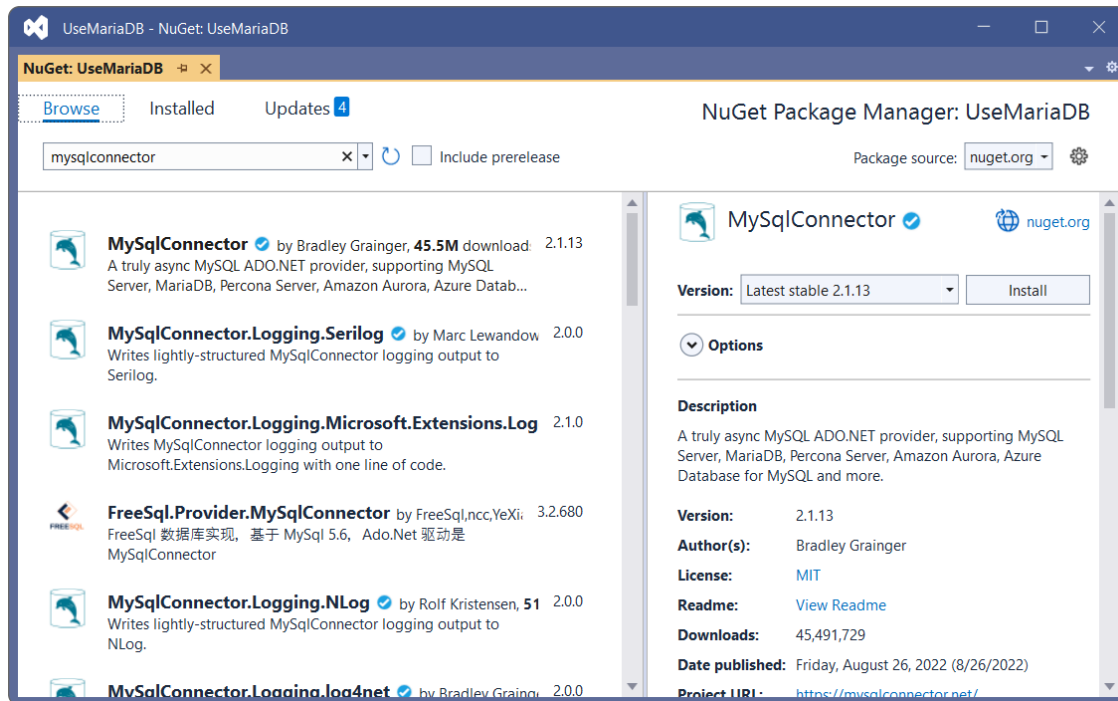 UseMariaDB - NuGet: UseMariaDB
NuGet: UseMariaDB
Browse Installed Updates 4
NuGet Package Manager: UseMariaDB
mysqlconnector
Include prerelease
Package source: nuget.org
MySqlConnector by Bradley Grainger, 45.5M download 2.1.13
A truly async MySQL ADO.NET provider, supporting MySQL
Server, MariaDB, Percona Server, Amazon Aurora, Azure Datab...
MySqlConnector.Logging.Serilog by Marc Lewandow 2.0.0
Writes lightly-structured MySqlConnector logging output to
Serilog.
MySqlConnector.Logging.Microsoft.Extensions.Log 2.1.0
Writes MySqlConnector logging output to
Microsoft.Extensions.Logging with one line of code.
FREESQL
FreeSql.Provider.MySqlConnector by FreeSql,ncc,YeXi 3.2.680
FreeSql 数据库实现，基于 MySql 5.6，Ado.Net 驱动是
MySqlConnector
MySqlConnector.Logging.NLog by Rolf Kristensen, 51 2.0.0
Writes lightly-structured MySqlConnector logging output to
NLog.
MySqlConnector.Logging.log4net by Bradley Graing 2.0.0
MySqlConnector
nuget.org
Version: Latest stable 2.1.13
Install
Options
Description
A truly async MySQL ADO.NET provider, supporting MySQL
Server, MariaDB, Percona Server, Amazon Aurora, Azure
Database for MySQL and more.
Version: 2.1.13
Author(s): Bradley Grainger
License: MIT
Readme: View Readme
Downloads: 45,491,729
Date published: Friday, August 26, 2022 (8/26/2022)
Project URL: https://mysqlconnector.net/